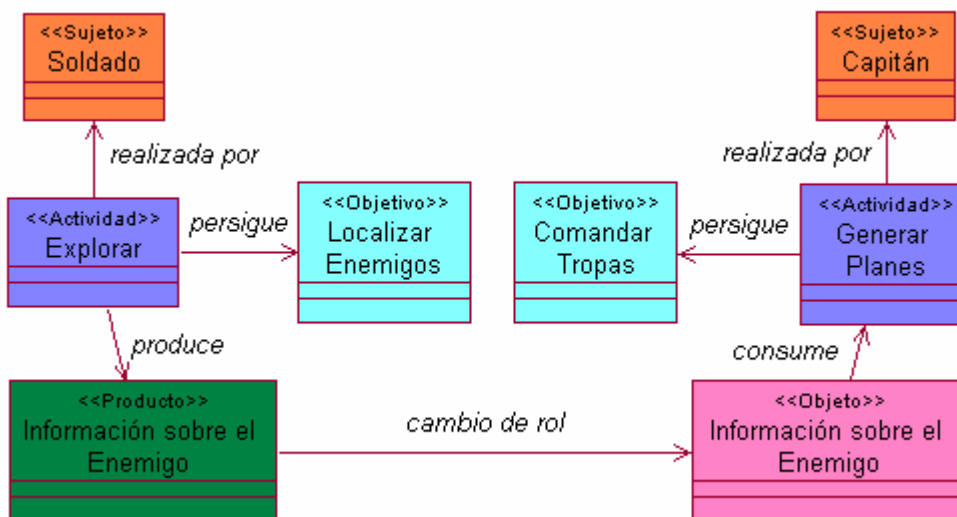 <<Sujeto>>
Soldado
<<Sujeto>>
Capitán
realizada por
realizada por
<<Actividad>>
Explorar
persigue
<<Objetivo>>
Localizar
Enemigos
<<Objetivo>>
Comandar
Tropas
persigue
<<Actividad>>
Generar
Planes
produce
consume
<<Producto>>
Información sobre el
Enemigo
cambio de rol
<<Objeto>>
Información sobre el
Enemigo